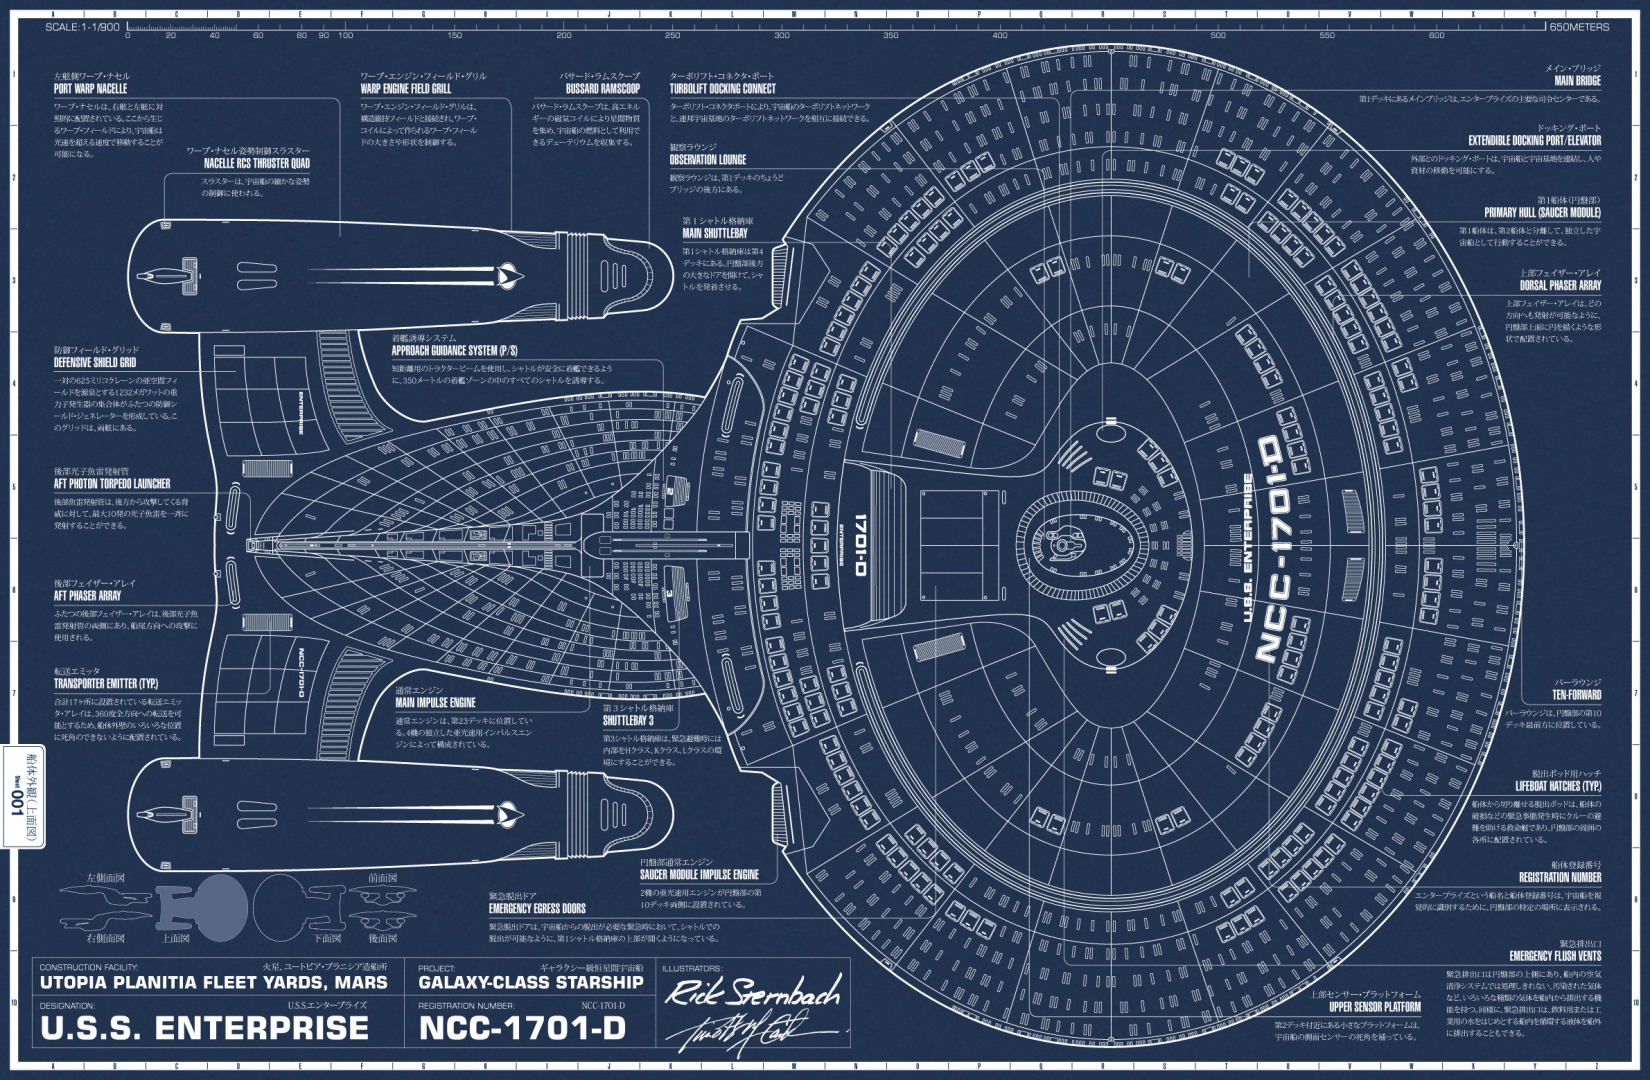 SCALE: 1-1/900
0 20 40 60 80 90 100 150 200 250 300 350 400 500 550 600
650METERS
左舷側ワープ・ナセル
PORT WARP NACELLE
ワープ・ナセルは、右舷と左舷に対
照的に配置されている。ここから生じ
るワープ・フィールドにより、宇宙船は
光速を超える速度で移動することが
可能になる。
ワープ・ナセル姿勢制御スラスター
NACELLE RCS THRUSTER QUAD
スラスターは、宇宙船の細かな姿勢
の制御に使われる。
ワープ・エンジン・フィールド・グリル
WARP ENGINE FIELD GRILL
ワープ・エンジン・フィールド・グリルは、
構造維持フィールドと接続され、ワープ・
コイルによって作られるワープ・フィール
ドの大きさや形状を制御する。
バサード・ラムスクープ
BUSSARD RAMSCOOP
バサード・ラムスクープは、高エネル
ギーの磁気コイルにより星間物質
を集め、宇宙船の燃料として利用で
きるデューテリウムを収集する。
ターボリフト・コネクタ・ポート
TURBOLIFT DOCKING CONNECT
ターボリフト・コネクタポートにより、宇宙船のターボリフトネットワーク
と、連邦宇宙基地のターボリフトネットワークを相互に接続できる。
観察ラウンジ
OBSERVATION LOUNGE
観察ラウンジは、第1デッキのちょうど
ブリッジの後方にある。
第1シャトル格納庫
MAIN SHUTTLEBAY
第1シャトル格納庫は第4
デッキにある。円盤部後方
の大きなドアを開けて、シャ
トルを発着させる。
メイン・ブリッジ
MAIN BRIDGE
第1デッキにあるメインブリッジは、エンタープライズの主要な司令センターである。
ドッキング・ポート
EXTENDIBLE DOCKING PORT/ELEVATOR
外部とのドッキング・ポートは、宇宙船と宇宙基地を連結し、人や
資材の移動を可能にする。
第1船体(円盤部)
PRIMARY HULL (SAUCER MODULE)
第1船体は、第2船体と分離して、独立した宇
宙船として行動することができる。
上部フェイザー・アレイ
DORSAL PHASER ARRAY
上部フェイザー・アレイは、どの
方向へも発射が可能なように、
円盤部上面に円を描くような形
状で配置されている。
防御フィールド・グリッド
DEFENSIVE SHIELD GRID
一対の625ミリコクレーンの亜空間フィ
ールドを源泉とする1232メガワットの重
力子発生器の集合体がふたつの防御シ
ールド・ジェネレーターを形成している。こ
のグリッドは、両舷にある。
着艦誘導システム
APPROACH GUIDANCE SYSTEM (P/S)
短距離用のトラクタービームを使用し、シャトルが安全に着艦できるよう
に、350メートルの着艦ゾーンの中のすべてのシャトルを誘導する。
後部光子魚雷発射管
AFT PHOTON TORPEDO LAUNCHER
後部魚雷発射管は、後方から攻撃してくる脅
威に対して、最大10発の光子魚雷を一斉に
発射することができる。
後部フェイザー・アレイ
AFT PHASER ARRAY
ふたつの後部フェイザー・アレイは、後部光子魚
雷発射管の両側にあり、船尾方向への攻撃に
使用される。
転送エミッタ
TRANSPORTER EMITTER (TYP.)
合計17ヶ所に設置されている転送エミッ
タ・アレイは、360度全方向への転送を可
能とするため、船体外壁のいろいろな位置
に死角のできないように配置されている。
通常エンジン
MAIN IMPULSE ENGINE
通常エンジンは、第23デッキに位置してい
る。4機の独立した亜光速用インパルスエン
ジンによって構成されている。
第3シャトル格納庫
SHUTTLEBAY 3
第3シャトル格納庫は、緊急避難時には
内部をHクラス、Kクラス、Lクラスの環
境にすることができる。
ENTERPRISE
NCC-1701-D
2
3
1701-D
ENTERPRISE
U.S.S. ENTERPRISE
NCC-1701-D
バーラウンジ
TEN-FORWARD
バーラウンジは、円盤部の第10
デッキ最前方に位置している。
脱出ポッド用ハッチ
LIFEBOAT HATCHES (TYP.)
船体から切り離せる脱出ポッドは、船体の
破損などの緊急事態発生時にクルーの避
難を助ける救命艇であり、円盤部の周囲の
各所に配置されている。
船体登録番号
REGISTRATION NUMBER
エンタープライズという船名と船体登録番号は、宇宙船を視
覚的に識別するために、円盤部の特定の場所に表示される。
緊急排出口
EMERGENCY FLUSH VENTS
緊急排出口は円盤部の上側にあり、船内の空気
清浄システムでは処理しきれない、汚染された気体
など、いろいろな種類の気体を船内から排出する機
能を持つ。同様に、緊急排出口は、飲料用または工
業用の水をはじめとする船内を循環する液体を船外
に排出することもできる。
上部センサー・プラットフォーム
UPPER SENSOR PLATFORM
第2デッキ付近にある小さなプラットフォームは、
宇宙船の側面センサーの死角を補っている。
円盤部通常エンジン
SAUCER MODULE IMPULSE ENGINE
2機の亜光速用エンジンが円盤部の第
10デッキ両側に設置されている。
緊急脱出ドア
EMERGENCY EGRESS DOORS
緊急脱出ドアは、宇宙船からの脱出が必要な緊急時において、シャトルでの
脱出が可能なように、第1シャトル格納庫の上部が開くようになっている。
船体外観(上面図)
Sheet 001
左側面図
右側面図
上面図
下面図
前面図
後面図
CONSTRUCTION FACILITY:
火星、ユートピア・プラニシア造船所
UTOPIA PLANITIA FLEET YARDS, MARS
DESIGNATION:
U.S.S.エンタープライズ
U.S.S. ENTERPRISE
PROJECT:
ギャラクシー級恒星間宇宙船
GALAXY-CLASS STARSHIP
REGISTRATION NUMBER:
NCC-1701-D
NCC-1701-D
ILLUSTRATORS:
Rick Sternbach